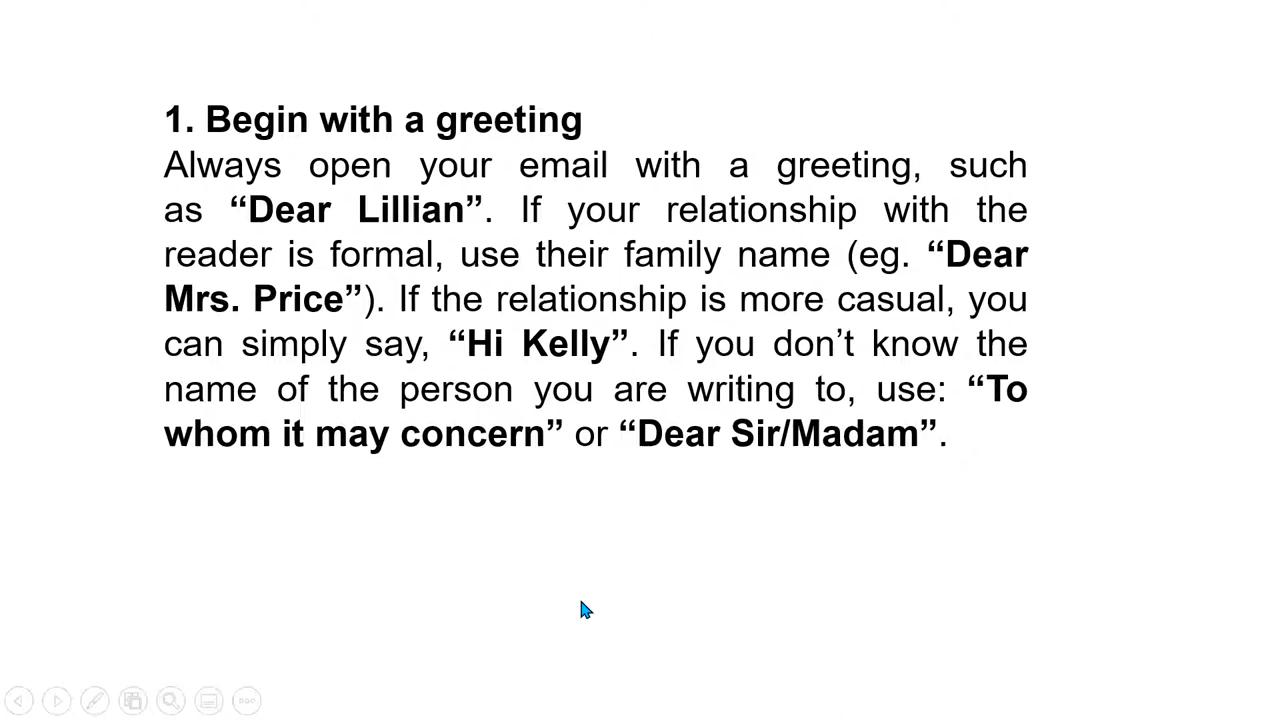 1. Begin with a greeting
Always open your email with a greeting, such
as “Dear Lillian”. If your relationship with the
reader is formal, use their family name (eg. “Dear
Mrs. Price”). If the relationship is more casual, you
can simply say, “Hi Kelly”. If you don’t know the
name of the person you are writing to, use: “To
whom it may concern” or “Dear Sir/Madam”.